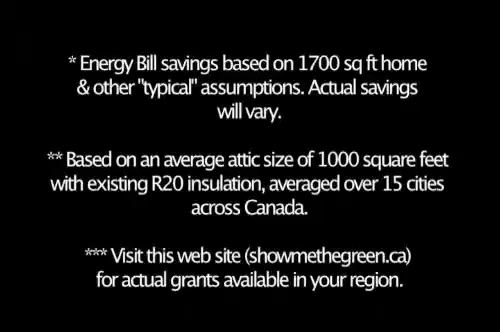 * Energy Bill savings based on 1700 sq ft home
& other "typical" assumptions. Actual savings
will vary.
** Based on an average attic size of 1000 square feet
with existing R20 insulation, averaged over 15 cities
across Canada.
*** Visit this web site (showmethegreen.ca)
for actual grants available in your region.